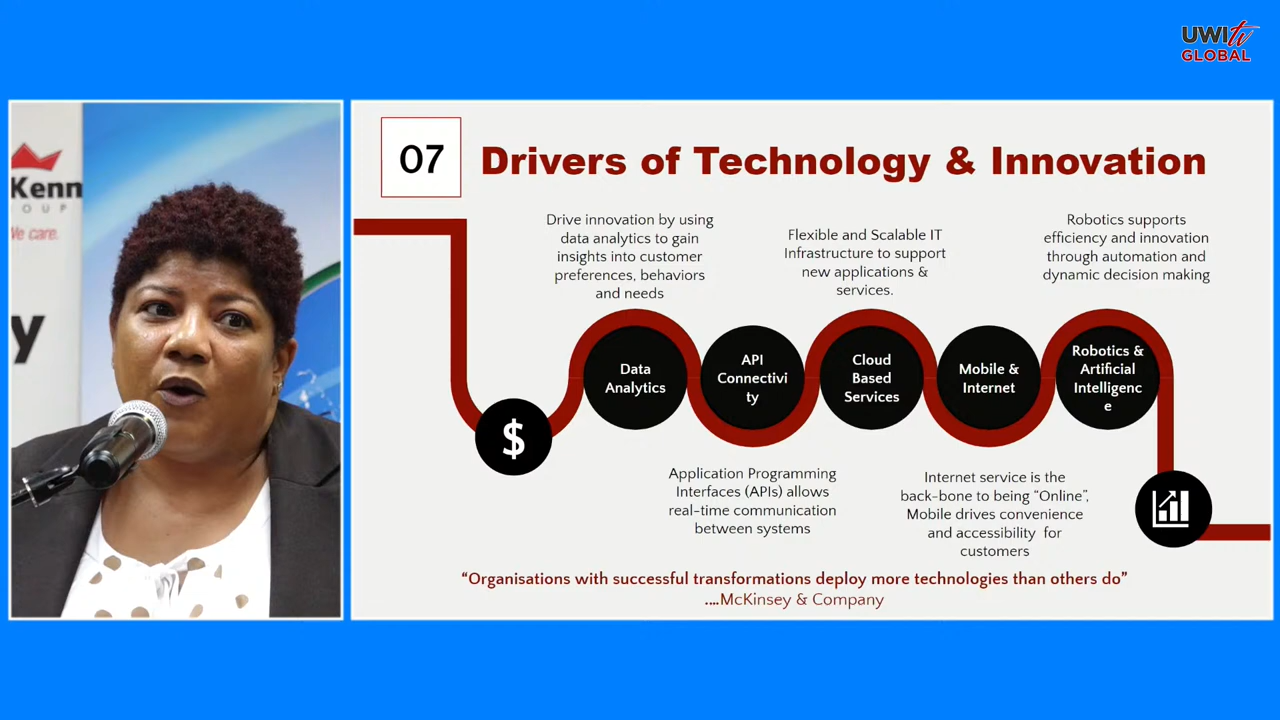 UWItv
GLOBAL
Kenn
O U P
We care.
y
07
Drivers of Technology & Innovation
Drive innovation by using
data analytics to gain
insights into customer
preferences, behaviors
and needs
Flexible and Scalable IT
Infrastructure to support
new applications &
services.
Robotics supports
efficiency and innovation
through automation and
dynamic decision making
$
Data
Analytics
API
Connectivi
ty
Cloud
Based
Services
Mobile &
Internet
Robotics &
Artificial
Intelligenc
e
Application Programming
Interfaces (APIs) allows
real-time communication
between systems
Internet service is the
back-bone to being “Online”,
Mobile drives convenience
and accessibility for
customers
“Organisations with successful transformations deploy more technologies than others do”
....McKinsey & Company